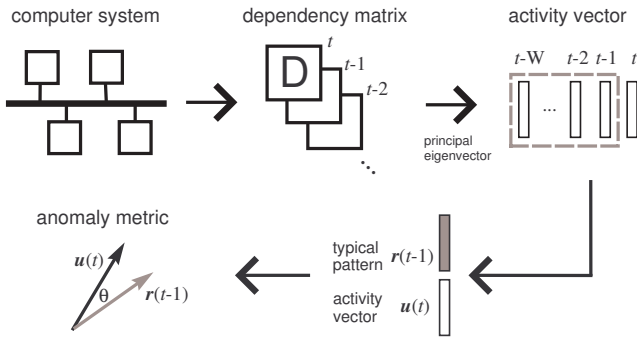 computer system
dependency matrix
activity vector
D
t
t-1
t-2
t-W
t-2
t-1
t
...
principal
eigenvector
anomaly metric
u(t)
θ
r(t-1)
typical
pattern
r(t-1)
activity
vector
u(t)